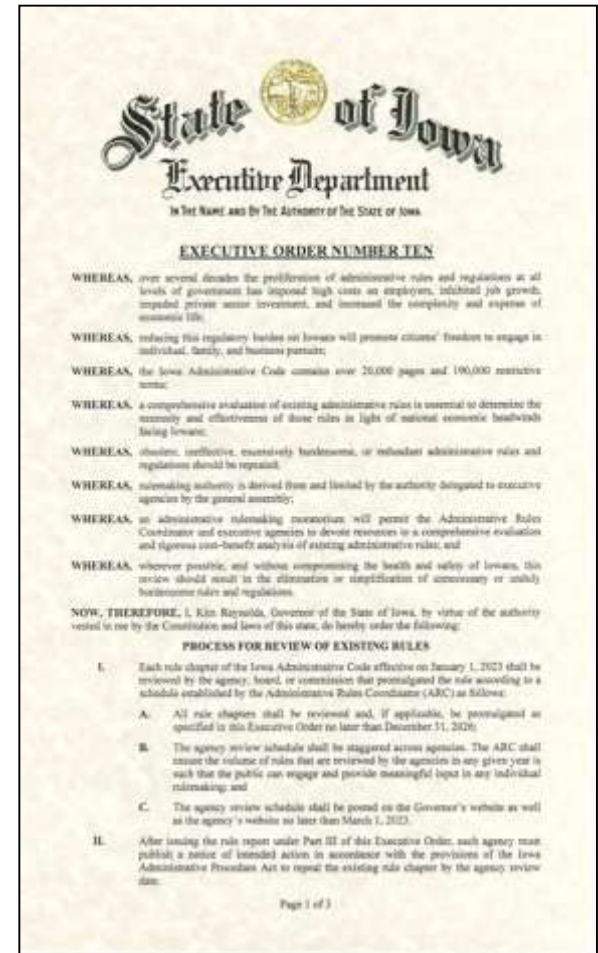 State of Iowa
Executive Department
IN THE NAME AND BY THE AUTHORITY OF THE STATE OF IOWA
EXECUTIVE ORDER NUMBER TEN
WHEREAS, over several decades the proliferation of administrative rules and regulations at all
levels of government has imposed high costs on employers, inhibited job growth,
impeded private sector investment, and increased the complexity and expense of
economic life;
WHEREAS, reducing this regulatory burden on Iowans will promote citizens' freedom to engage in
individual, family, and business pursuits;
WHEREAS, the Iowa Administrative Code contains over 20,000 pages and 190,000 restrictive
terms;
WHEREAS, a comprehensive evaluation of existing administrative rules is essential to determine the
necessity and effectiveness of those rules in light of national economic headwinds
facing Iowans;
WHEREAS, obsolete, ineffective, excessively burdensome, or redundant administrative rules and
regulations should be repealed;
WHEREAS, rulemaking authority is derived from and limited by the authority delegated to executive
agencies by the general assembly;
WHEREAS, an administrative rulemaking moratorium will permit the Administrative Rules
Coordinator and executive agencies to devote resources to a comprehensive evaluation
and rigorous cost-benefit analysis of existing administrative rules; and
WHEREAS, wherever possible, and without compromising the health and safety of Iowans, this
review should result in the elimination or simplification of unnecessary or unduly
burdensome rules and regulations.
NOW, THEREFORE, I, Kim Reynolds, Governor of the State of Iowa, by virtue of the authority
vested in me by the Constitution and laws of this state, do hereby order the following:
PROCESS FOR REVIEW OF EXISTING RULES
I. Each rule chapter of the Iowa Administrative Code effective on January 1, 2023 shall be
reviewed by the agency, board, or commission that promulgated the rule according to a
schedule established by the Administrative Rules Coordinator (ARC) as follows:
A. All rule chapters shall be reviewed and, if applicable, be promulgated as
specified in this Executive Order no later than December 31, 2026;
B. The agency review schedule shall be staggered across agencies. The ARC shall
ensure the volume of rules that are reviewed by the agencies in any given year is
such that the public can engage and provide meaningful input in any individual
rulemaking; and
C. The agency review schedule shall be posted on the Governor's website as well
as the agency's website no later than March 1, 2023.
II. After issuing the rule report under Part III of this Executive Order, each agency must
publish a notice of intended action in accordance with the provisions of the Iowa
Administrative Procedure Act to repeal the existing rule chapter by the agency review
date.
Page 1 of 3